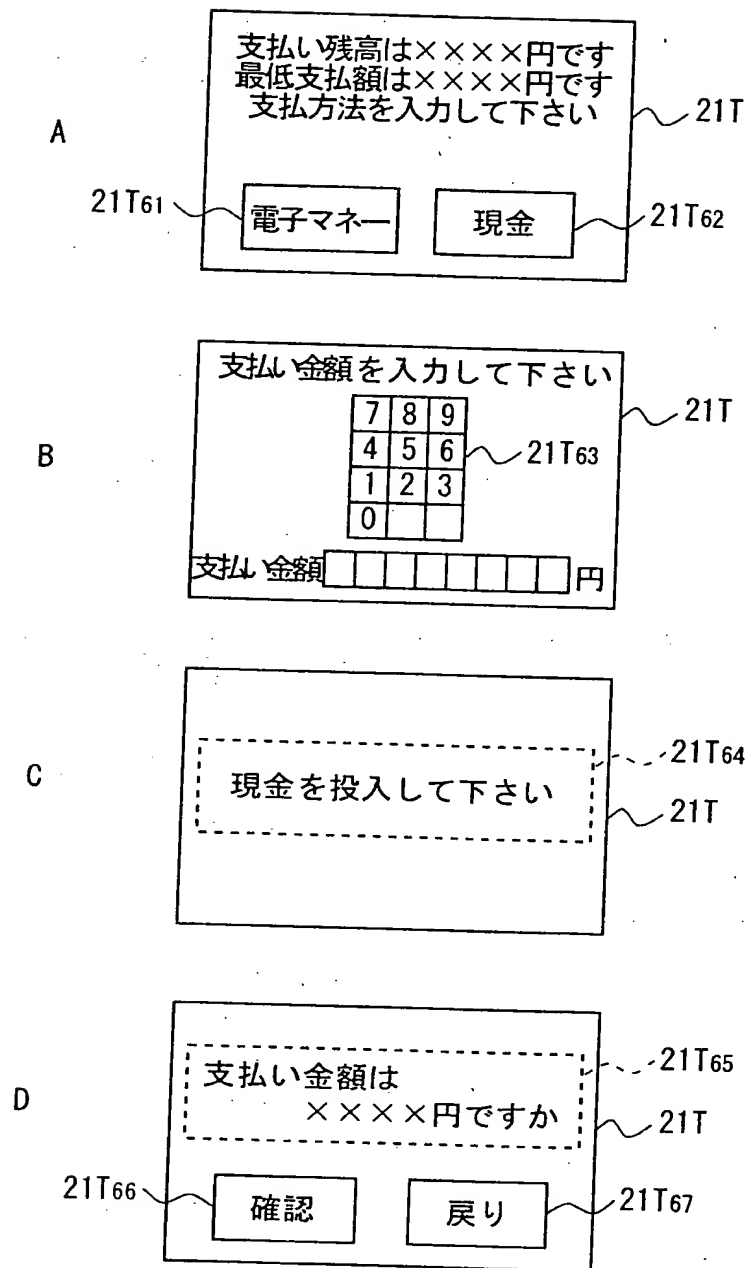 A
支払い残高は××××円です
最低支払額は××××円です
支払方法を入力して下さい
21T
21T61
電子マネー
現金
21T62
B
支払い金額を入力して下さい
21T
7 8 9
4 5 6
21T63
1 2 3
0
支払い金額 円
C
21T64
現金を投入して下さい
21T
D
21T65
支払い金額は
××××円ですか
21T
21T66
確認
戻り
21T67